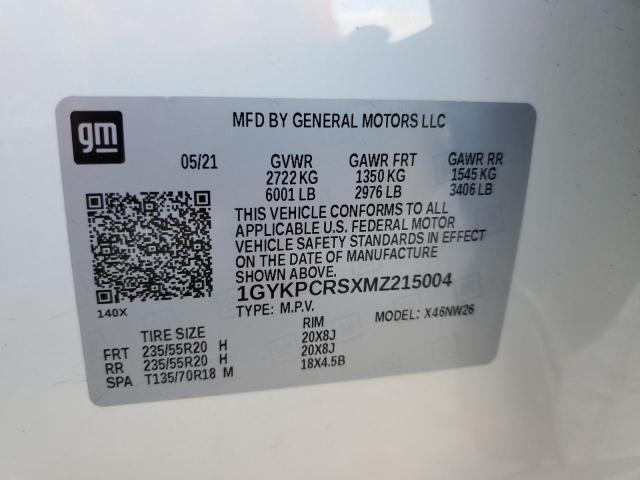 gm
MFD BY GENERAL MOTORS LLC
05/21 GVWR GAWR FRT GAWR RR
2722 KG 1350 KG 1545 KG
6001 LB 2976 LB 3406 LB
THIS VEHICLE CONFORMS TO ALL
APPLICABLE U.S. FEDERAL MOTOR
VEHICLE SAFETY STANDARDS IN EFFECT
ON THE DATE OF MANUFACTURE
SHOWN ABOVE.
1GYKPCRSXMZ215004
140X TYPE: M.P.V. MODEL: X46NW26
TIRE SIZE RIM
FRT 235/55R20 H 20X8J
RR 235/55R20 H 20X8J
SPA T135/70R18 M 18X4.5B